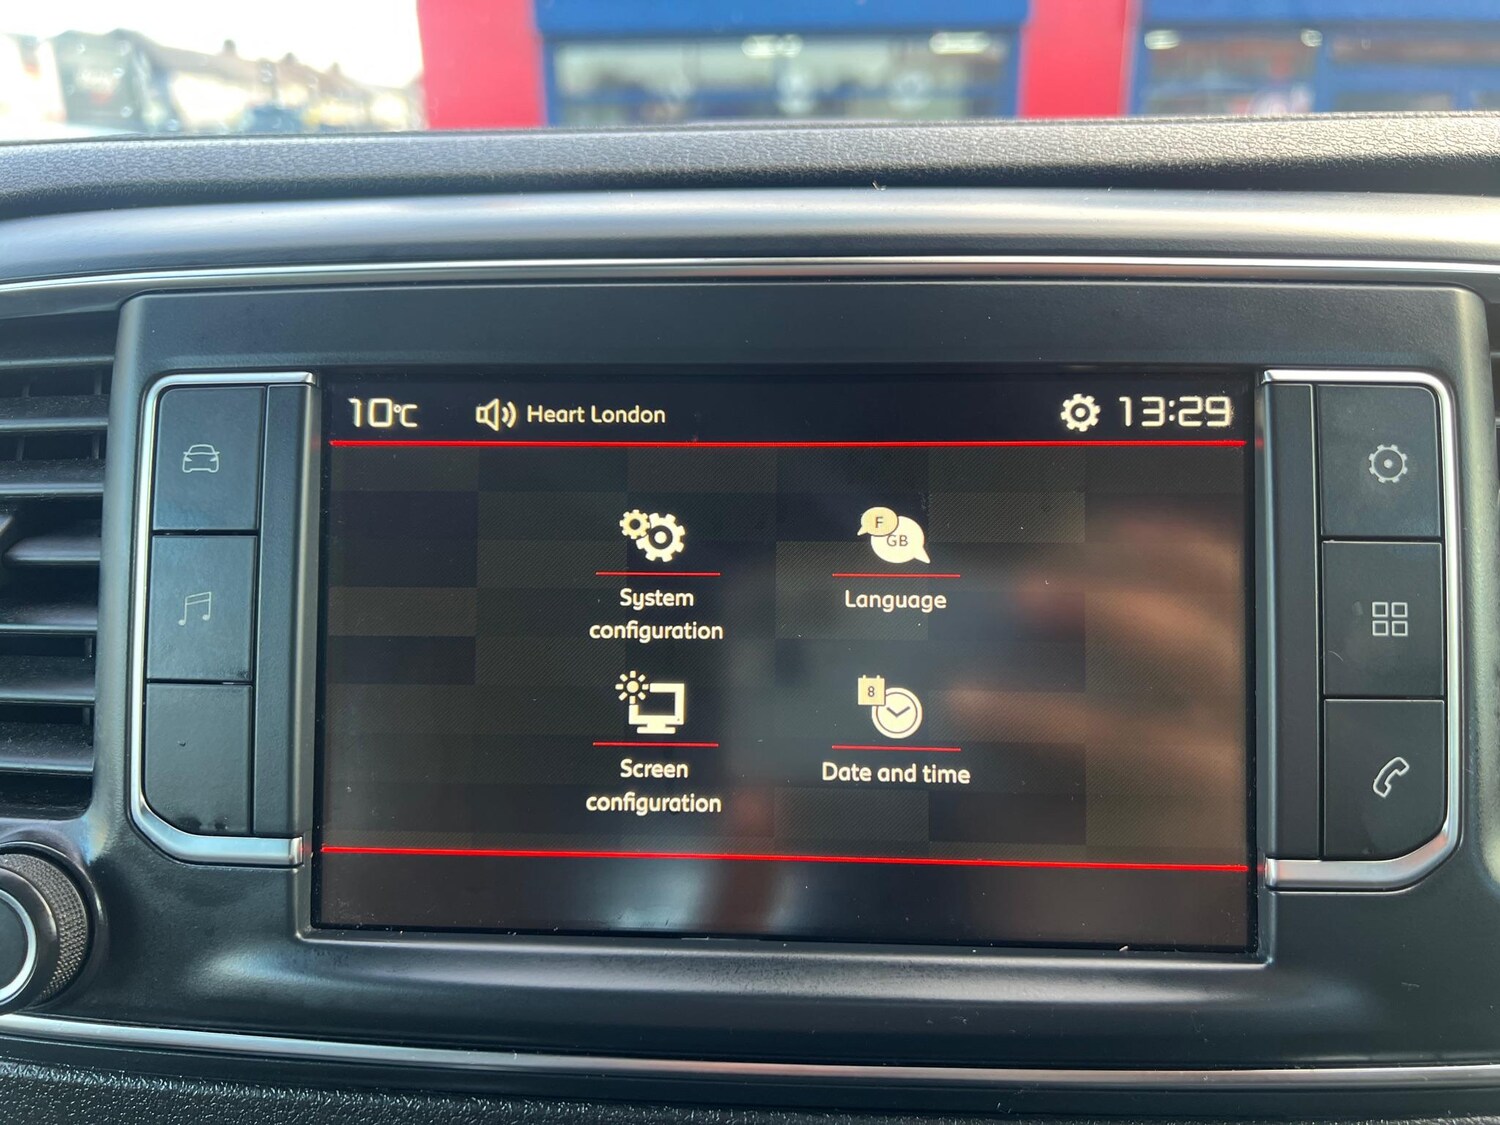 10°C Heart London 13:29
F
GB
System
configuration
Language
8
Screen
configuration
Date and time